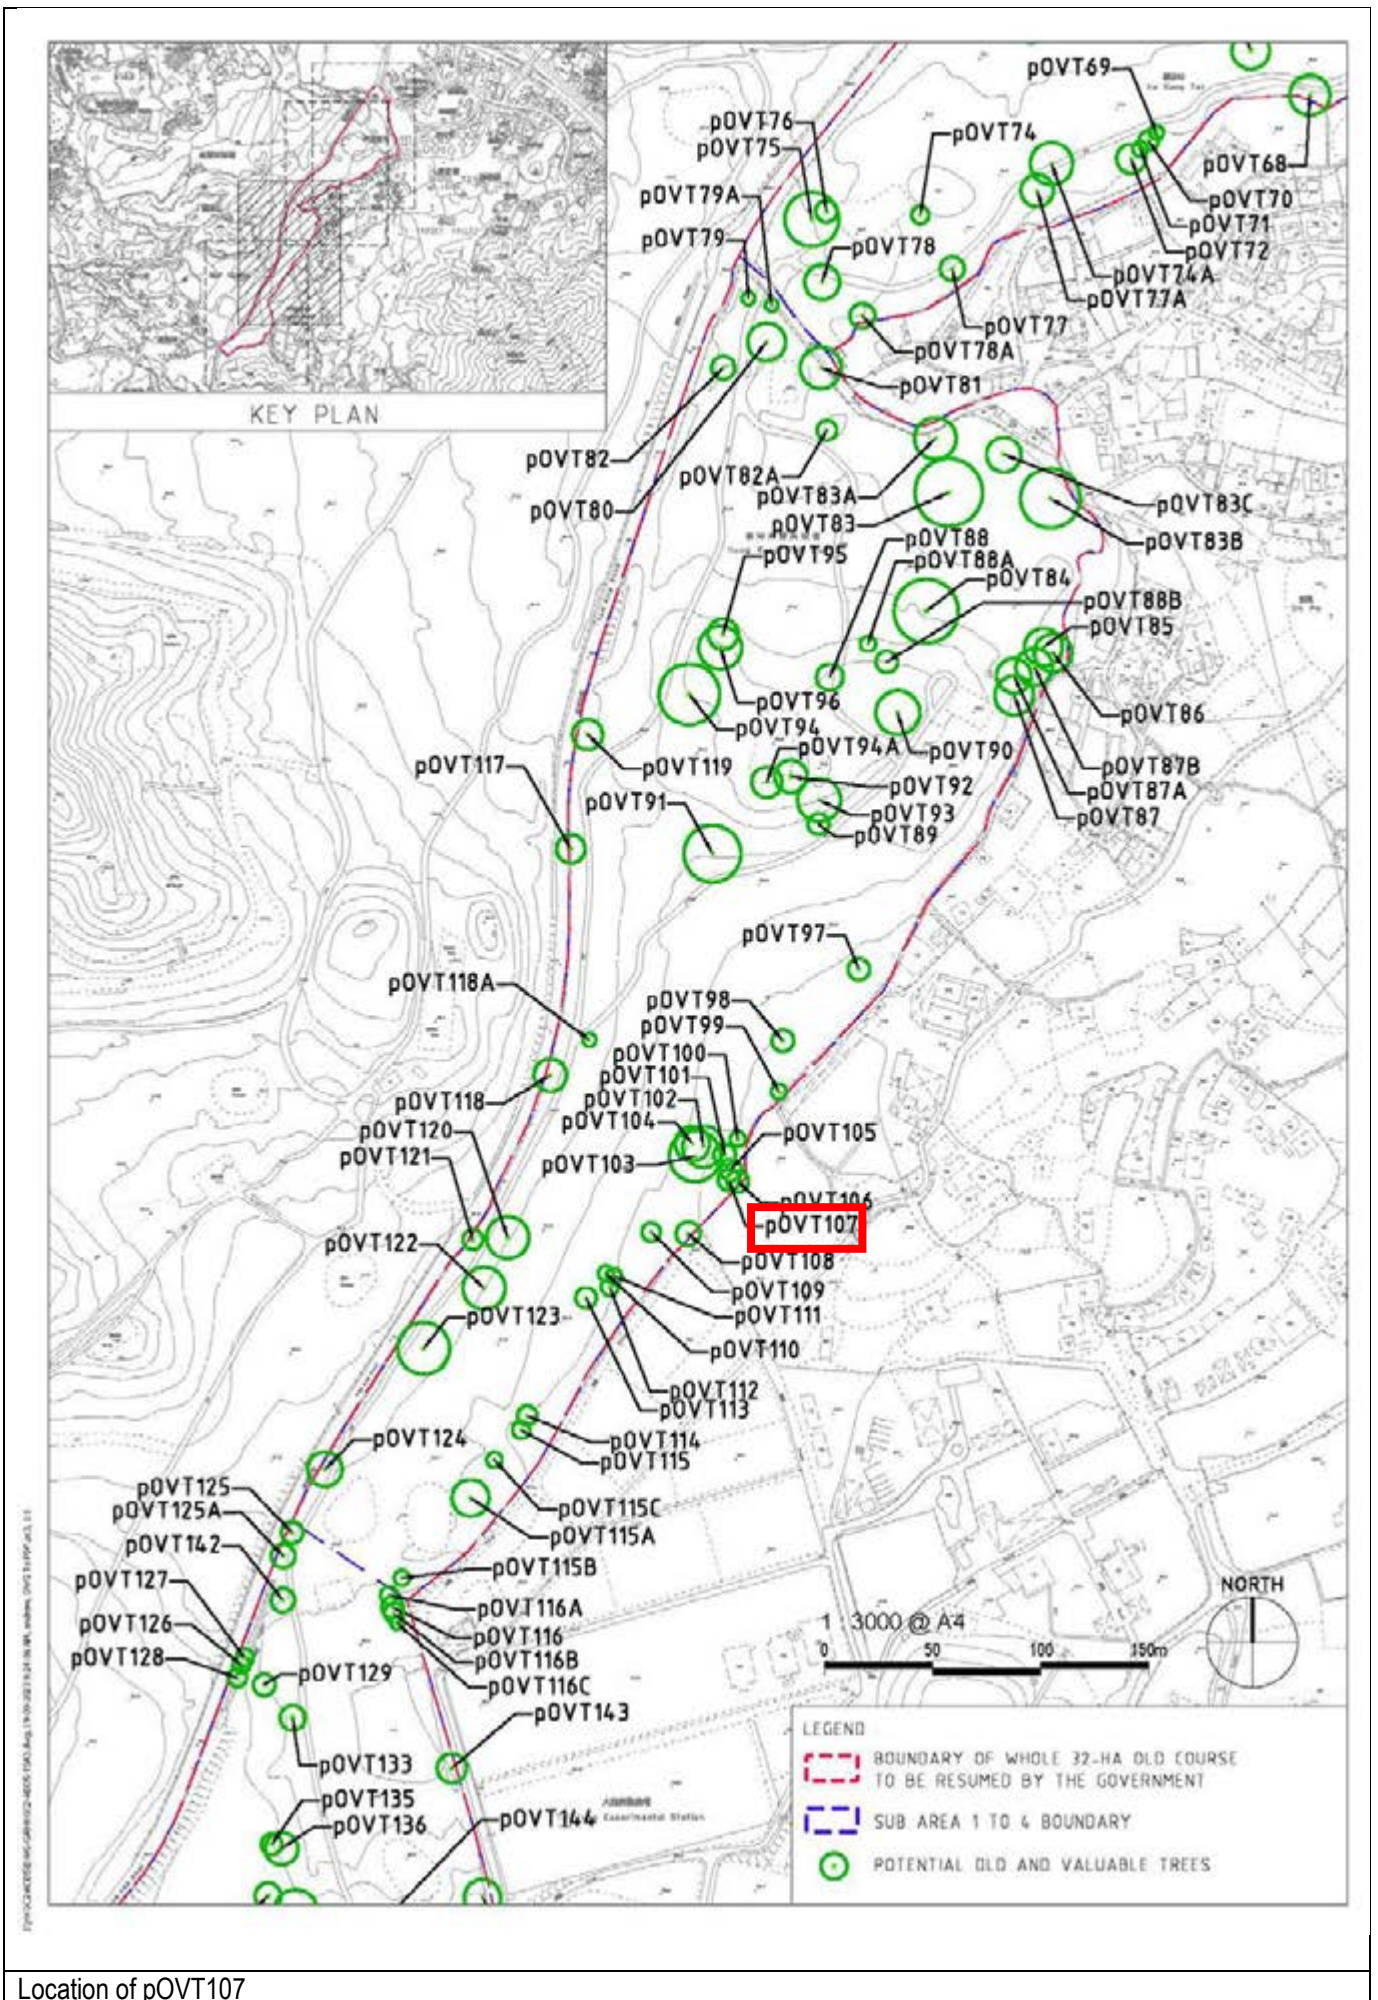 pOVT69
pOVT76
pOVT75
pOVT74
pOVT68
pOVT79A
pOVT70
pOVT71
pOVT79
pOVT78
pOVT72
pOVT74A
pOVT77A
pOVT77
pOVT78A
pOVT81
KEY PLAN
pOVT82
pOVT82A
pOVT83A
pOVT80
pOVT83
pOVT83C
pOVT83B
pOVT88
pOVT95
pOVT88A
pOVT84
pOVT88B
pOVT85
pOVT96
pOVT86
pOVT94
pOVT94A
pOVT90
pOVT117
pOVT119
pOVT87B
pOVT92
pOVT87A
pOVT91
pOVT93
pOVT87
pOVT89
pOVT97
pOVT118A
pOVT98
pOVT99
pOVT100
pOVT101
pOVT118
pOVT102
pOVT104
pOVT120
pOVT105
pOVT121
pOVT103
pOVT106
pOVT107
pOVT122
pOVT108
pOVT109
pOVT123
pOVT111
pOVT110
pOVT112
pOVT113
pOVT124
pOVT114
pOVT115
pOVT125
pOVT125A
pOVT115C
pOVT115A
pOVT142
pOVT115B
pOVT127
pOVT116A
pOVT126
pOVT116
pOVT128
pOVT129
pOVT116B
pOVT116C
pOVT143
pOVT133
pOVT135
pOVT136
pOVT144
Experimental Station
NORTH
1 : 3000 @ A4
0 50 100 150m
LEGEND
BOUNDARY OF WHOLE 32-HA OLD COURSE
TO BE RESUMED BY THE GOVERNMENT
SUB AREA 1 TO 4 BOUNDARY
POTENTIAL OLD AND VALUABLE TREES
Location of pOVT107